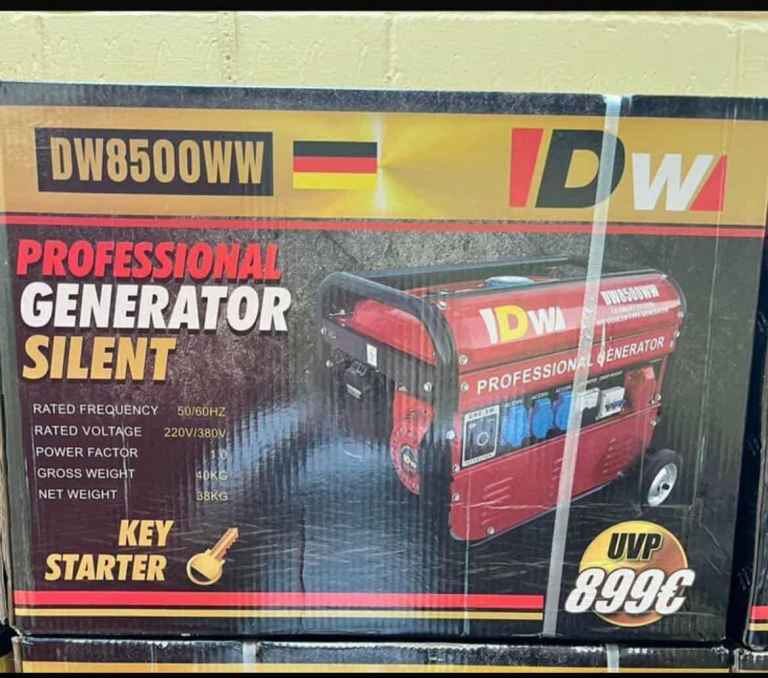 DW8500WW
DW
PROFESSIONAL
GENERATOR
SILENT
RATED FREQUENCY 50/60HZ
RATED VOLTAGE 220V/380V
POWER FACTOR 1.0
GROSS WEIGHT 40KG
NET WEIGHT 38KG
KEY
STARTER
DW
DW8500WW
PROFESSIONAL GENERATOR
UVP
899€